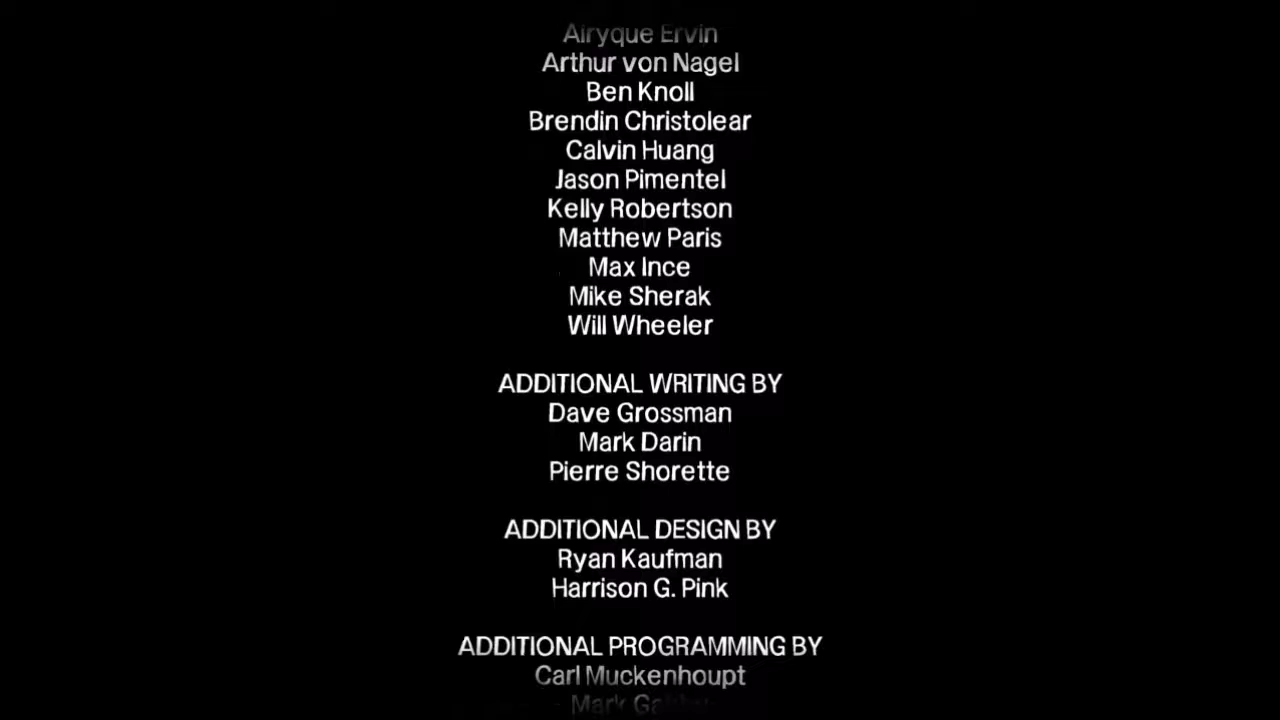 Airyque Ervin
Arthur von Nagel
Ben Knoll
Brendin Christolear
Calvin Huang
Jason Pimentel
Kelly Robertson
Matthew Paris
Max Ince
Mike Sherak
Will Wheeler
ADDITIONAL WRITING BY
Dave Grossman
Mark Darin
Pierre Shorette
ADDITIONAL DESIGN BY
Ryan Kaufman
Harrison G. Pink
ADDITIONAL PROGRAMMING BY
Carl Muckenhoupt
Mark